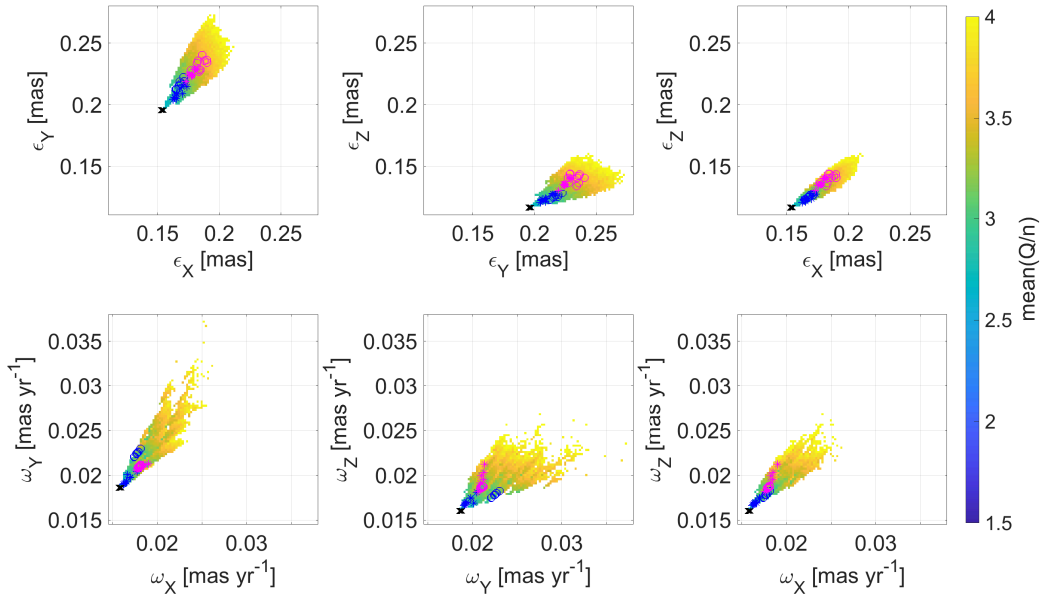 0.25
0.2
0.15
ϵ_Y [mas]
0.15 0.2 0.25
ϵ_X [mas]
0.25
0.2
0.15
ϵ_Z [mas]
0.15 0.2 0.25
ϵ_Y [mas]
0.25
0.2
0.15
ϵ_Z [mas]
0.15 0.2 0.25
ϵ_X [mas]
4
3.5
3
2.5
2
1.5
mean(Q/n)
0.035
0.03
0.025
0.02
0.015
ω_Y [mas yr⁻¹]
0.02 0.03
ω_X [mas yr⁻¹]
0.035
0.03
0.025
0.02
0.015
ω_Z [mas yr⁻¹]
0.02 0.03
ω_Y [mas yr⁻¹]
0.035
0.03
0.025
0.02
0.015
ω_Z [mas yr⁻¹]
0.02 0.03
ω_X [mas yr⁻¹]